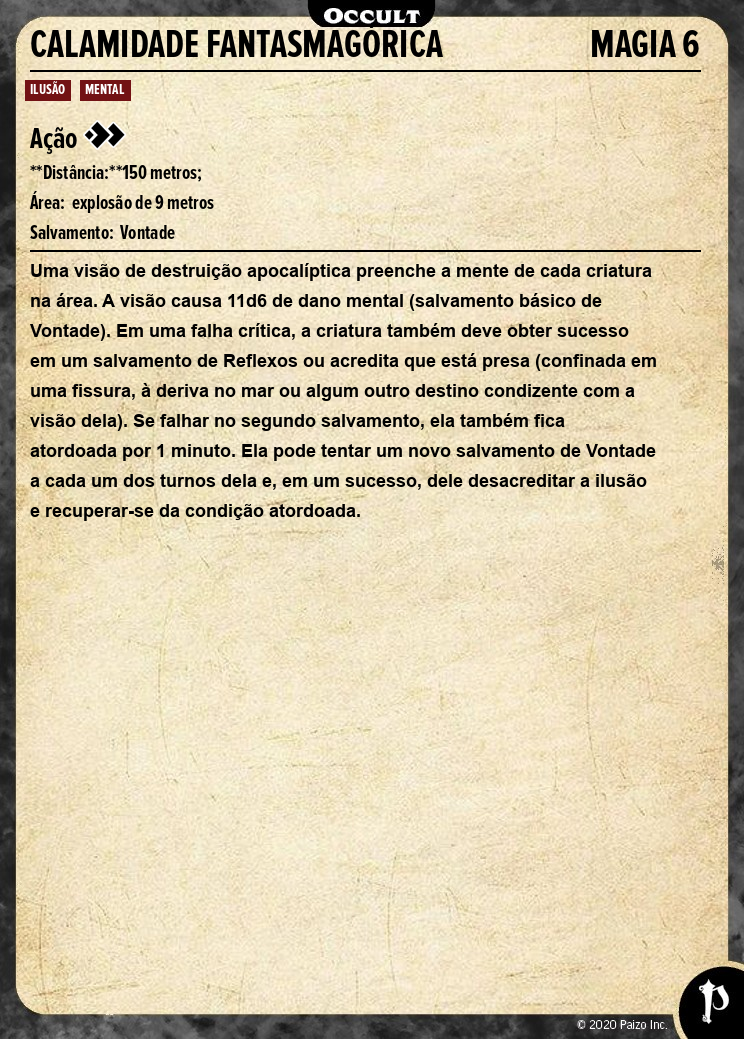 OCCULT
CALAMIDADE FANTASMAGÓRICA MAGIA 6
ILUSÃO MENTAL
Ação
**Distância:**150 metros;
Área: explosão de 9 metros
Salvamento: Vontade
Uma visão de destruição apocalíptica preenche a mente de cada criatura
na área. A visão causa 11d6 de dano mental (salvamento básico de
Vontade). Em uma falha crítica, a criatura também deve obter sucesso
em um salvamento de Reflexos ou acredita que está presa (confinada em
uma fissura, à deriva no mar ou algum outro destino condizente com a
visão dela). Se falhar no segundo salvamento, ela também fica
atordoada por 1 minuto. Ela pode tentar um novo salvamento de Vontade
a cada um dos turnos dela e, em um sucesso, dele desacreditar a ilusão
e recuperar-se da condição atordoada.
© 2020 Paizo Inc.
P